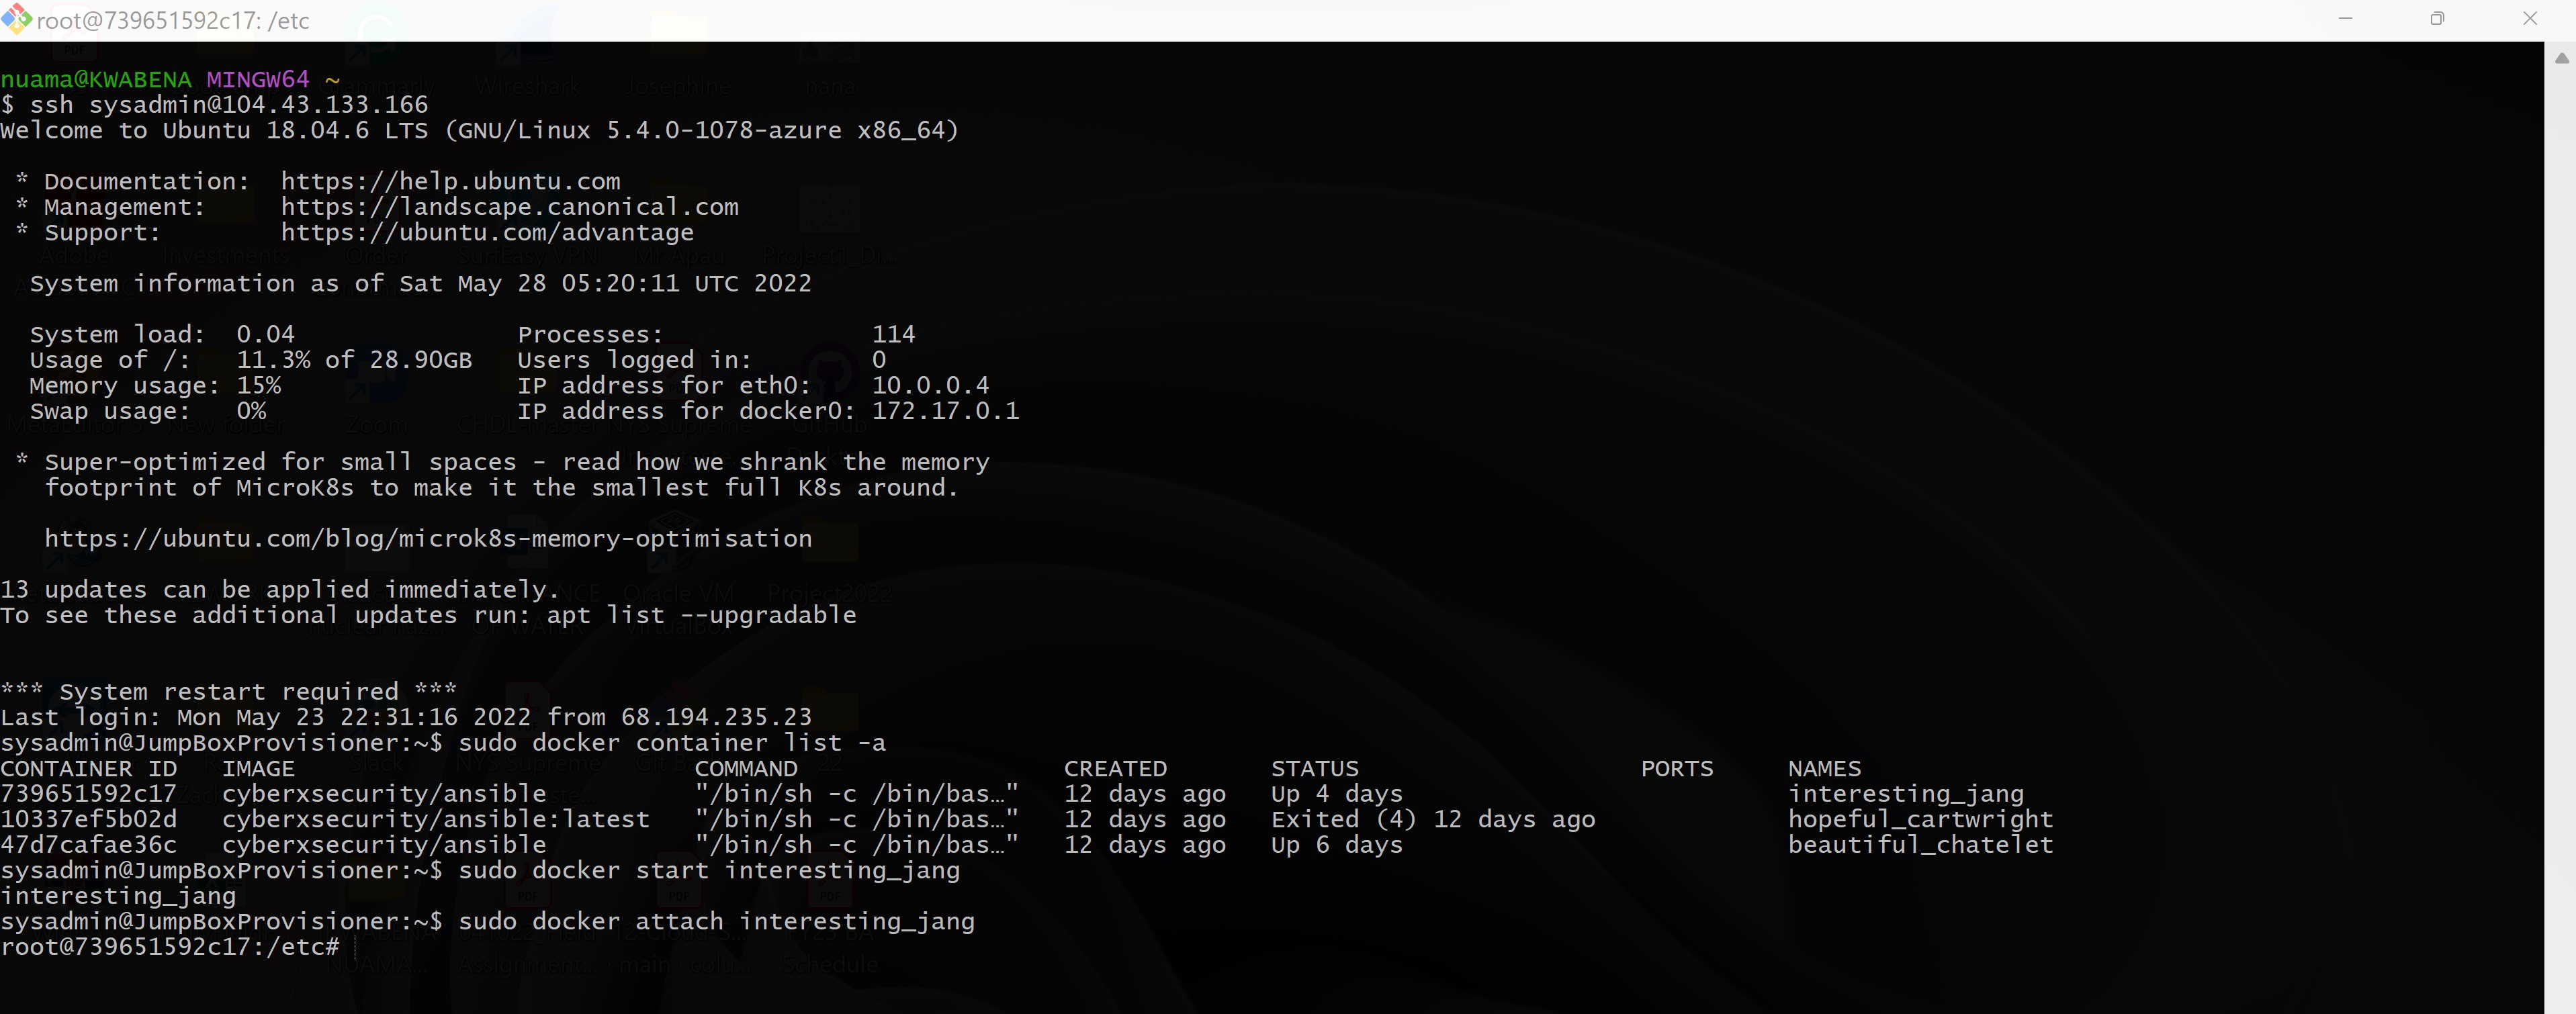 root@739651592c17: /etc
nuama@KWABENA MINGW64 ~
$ ssh sysadmin@104.43.133.166
Welcome to Ubuntu 18.04.6 LTS (GNU/Linux 5.4.0-1078-azure x86_64)
* Documentation:  https://help.ubuntu.com
* Management:     https://landscape.canonical.com
* Support:        https://ubuntu.com/advantage
System information as of Sat May 28 05:20:11 UTC 2022
System load:  0.04               Processes:              114
Usage of /:   11.3% of 28.90GB   Users logged in:        0
Memory usage: 15%                IP address for eth0:    10.0.0.4
Swap usage:   0%                 IP address for docker0: 172.17.0.1
* Super-optimized for small spaces - read how we shrank the memory
footprint of MicroK8s to make it the smallest full K8s around.
https://ubuntu.com/blog/microk8s-memory-optimisation
13 updates can be applied immediately.
To see these additional updates run: apt list --upgradable
*** System restart required ***
Last login: Mon May 23 22:31:16 2022 from 68.194.235.23
sysadmin@JumpBoxProvisioner:~$ sudo docker container list -a
CONTAINER ID   IMAGE                           COMMAND                  CREATED       STATUS                   PORTS     NAMES
739651592c17   cyberxsecurity/ansible          "/bin/sh -c /bin/bas…"   12 days ago   Up 4 days                          interesting_jang
10337ef5b02d   cyberxsecurity/ansible:latest   "/bin/sh -c /bin/bas…"   12 days ago   Exited (4) 12 days ago             hopeful_cartwright
47d7cafae36c   cyberxsecurity/ansible          "/bin/sh -c /bin/bas…"   12 days ago   Up 6 days                          beautiful_chatelet
sysadmin@JumpBoxProvisioner:~$ sudo docker start interesting_jang
interesting_jang
sysadmin@JumpBoxProvisioner:~$ sudo docker attach interesting_jang
root@739651592c17:/etc#